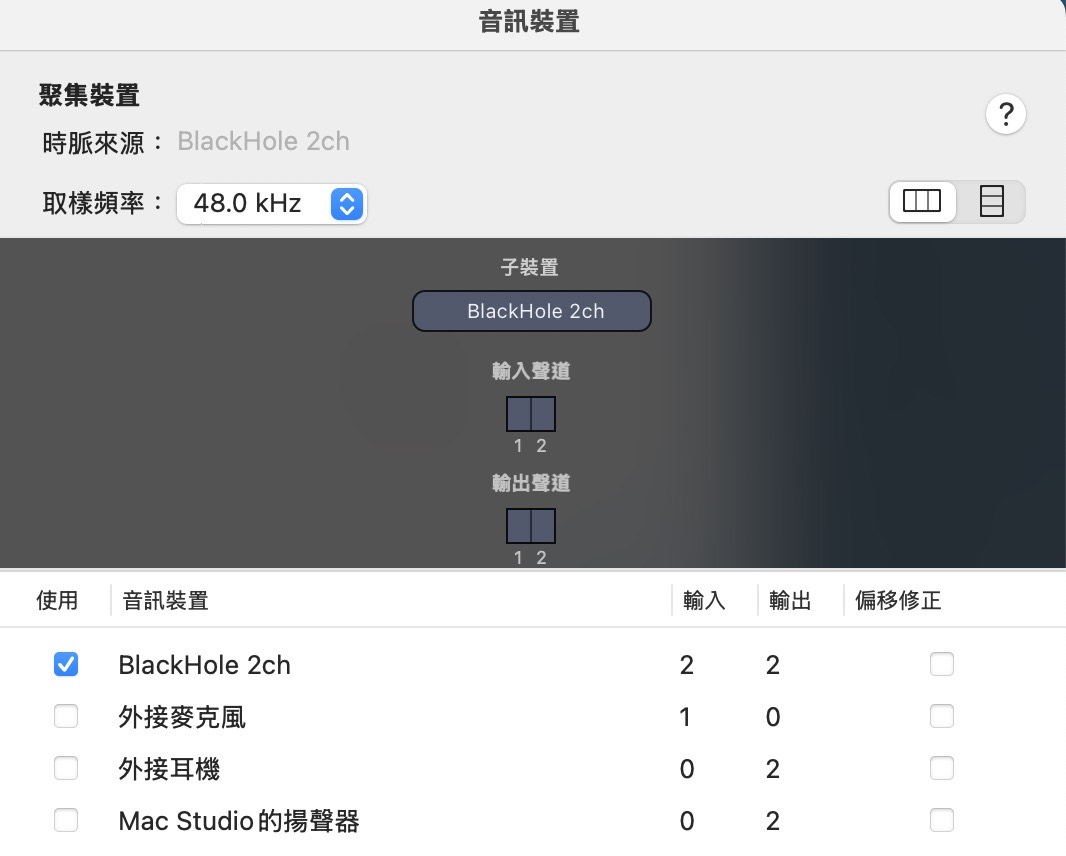 音訊裝置
聚集裝置
?
時脈來源： BlackHole 2ch
取樣頻率： 48.0 kHz
子裝置
BlackHole 2ch
輸入聲道
1 2
輸出聲道
1 2
使用 音訊裝置 輸入 輸出 偏移修正
BlackHole 2ch 2 2
外接麥克風 1 0
外接耳機 0 2
Mac Studio的揚聲器 0 2